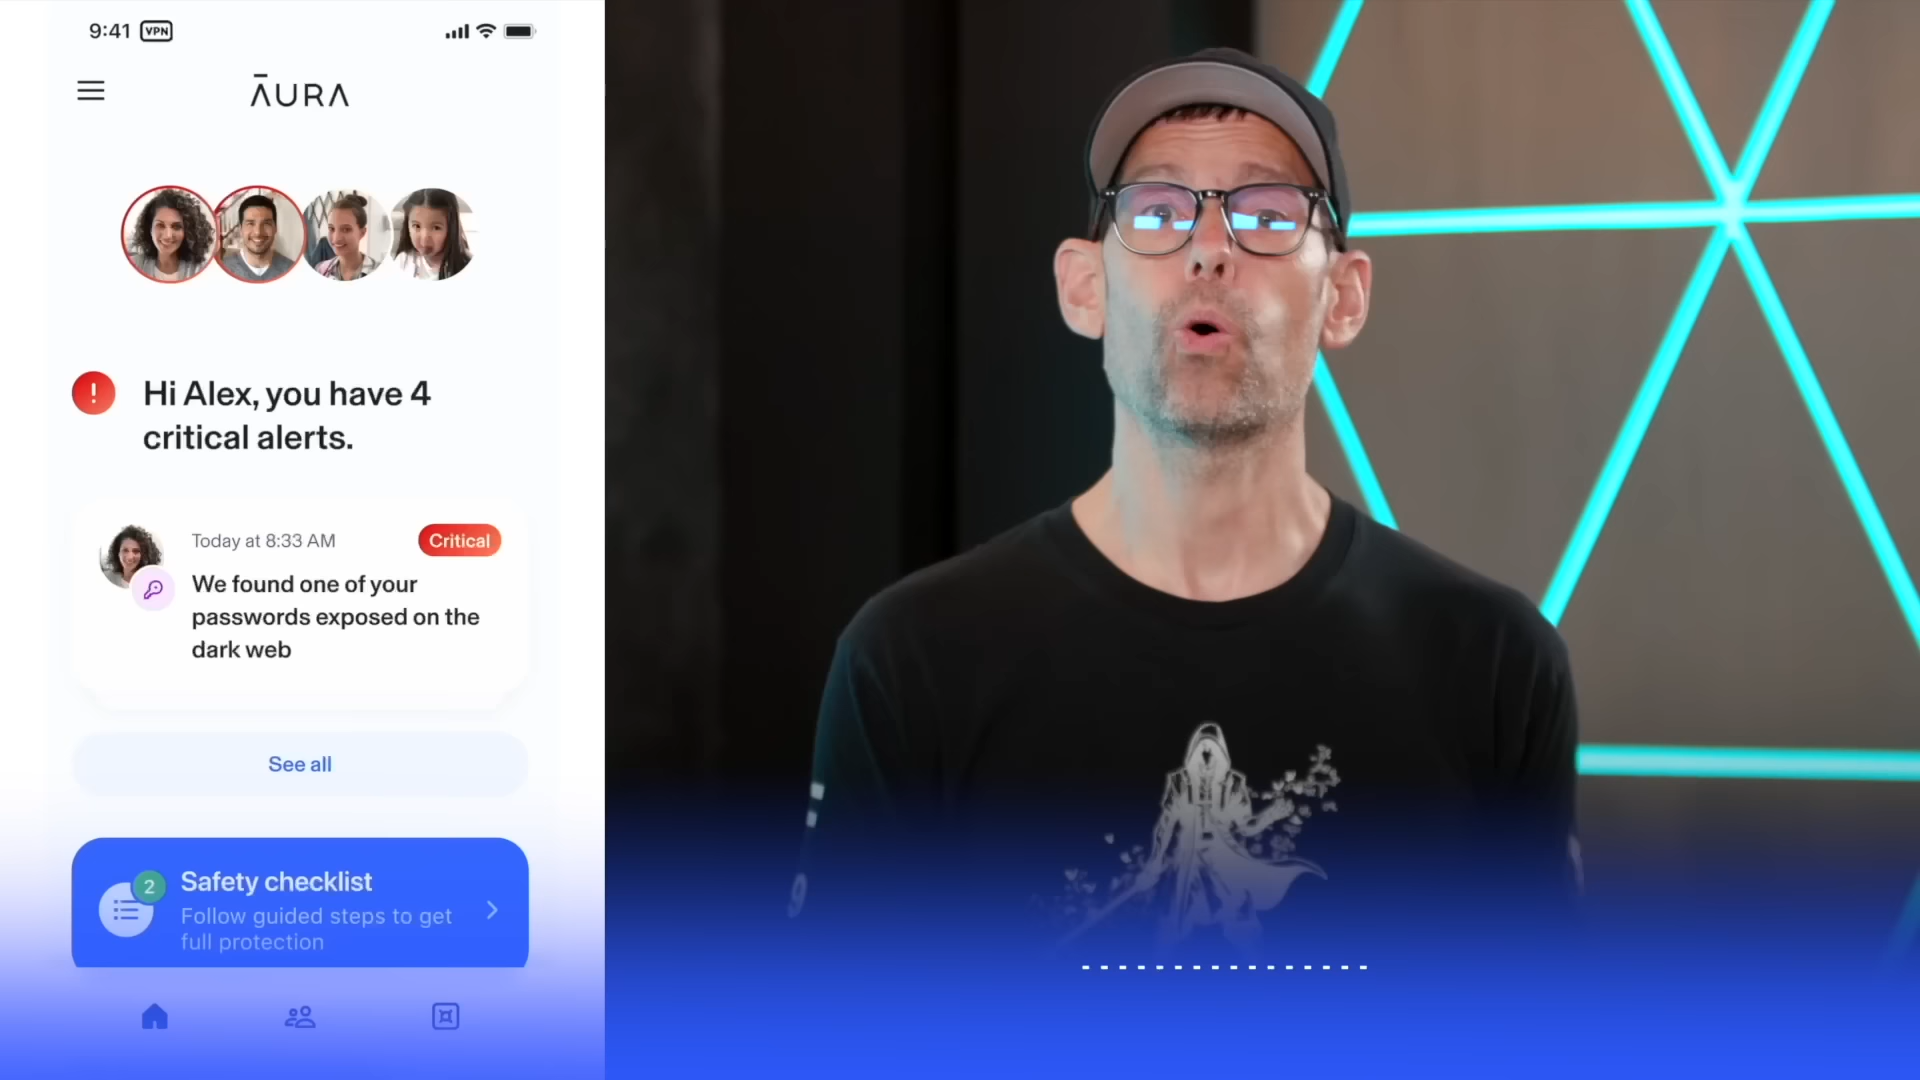 9:41 VPN
ĀURA
Hi Alex, you have 4
critical alerts.
Today at 8:33 AM
Critical
We found one of your
passwords exposed on the
dark web
See all
2
Safety checklist
Follow guided steps to get
full protection
9